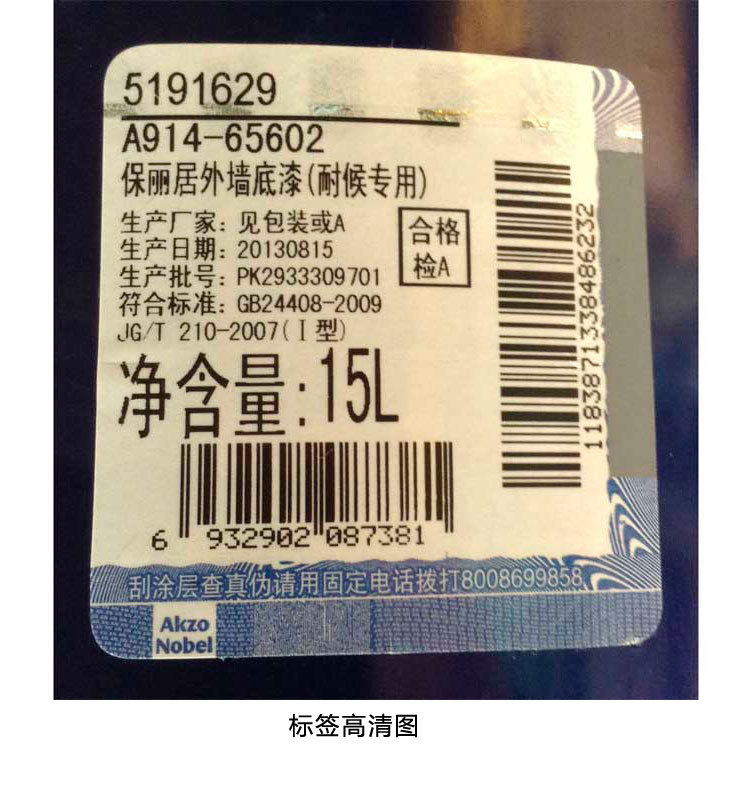 5191629
A914-65602
保丽居外墙底漆(耐候专用)
生产厂家：见包装或A
生产日期：20130815
生产批号：PK2933309701
符合标准：GB24408-2009
JG/T 210-2007(Ⅰ型)
合格
检A
净含量:15L
6 932902 087381
11838713384862​32
刮涂层查真伪请用固定电话拨打8008699858
Akzo
Nobel
标签高清图